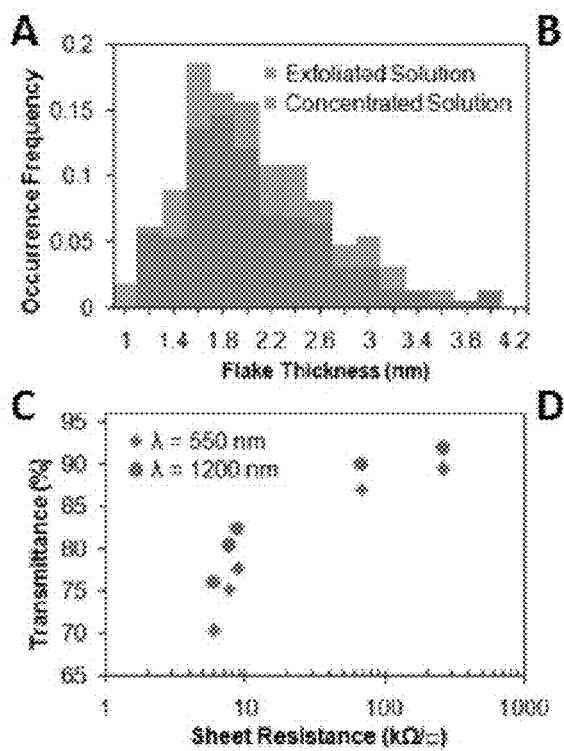 A
B
0.2
0.15
0.1
0.05
0
Occurrence Frequency
Exfoliated Solution
Concentrated Solution
1 1.4 1.8 2.2 2.6 3 3.4 3.8 4.2
Flake Thickness (nm)
C
D
95
90
85
80
75
70
65
Transmittance (%)
λ = 550 nm
λ = 1200 nm
1 10 100 1000
Sheet Resistance (kΩ/□)